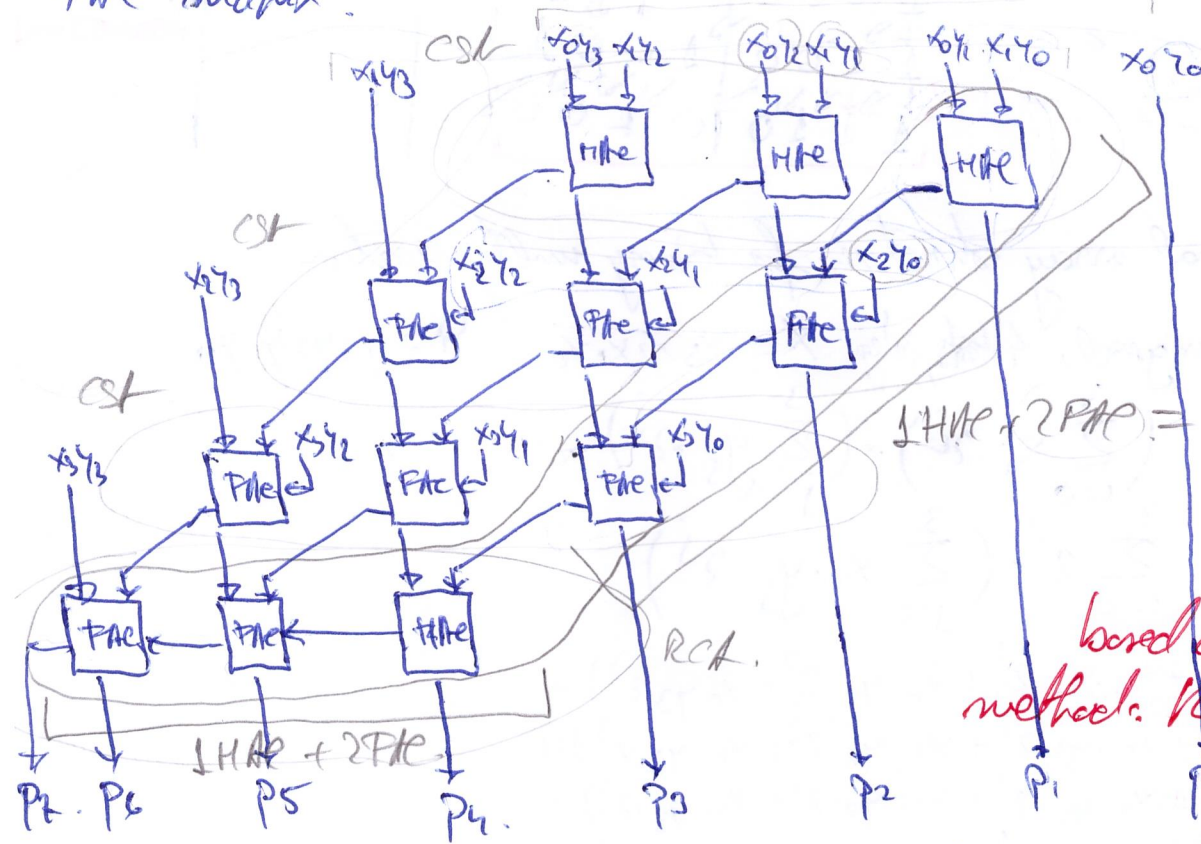 CSA x0y3 x1y2 x0y2 x1y1 x0y1 x1y0 x0y0
x1y3
HAC HAC HAC
CSA
x2y3 x2y2 x2y1 x2y0
FAC FAC FAC
CSA
1HAC + 2FAC =
x3y3 x3y2 x3y1 x3y0
FAC FAC FAC
FAC FAC HAC
RCA.
based
method:
1HAC + 2FAC
P7. P6 P5 P4. P3 P2 P1 P